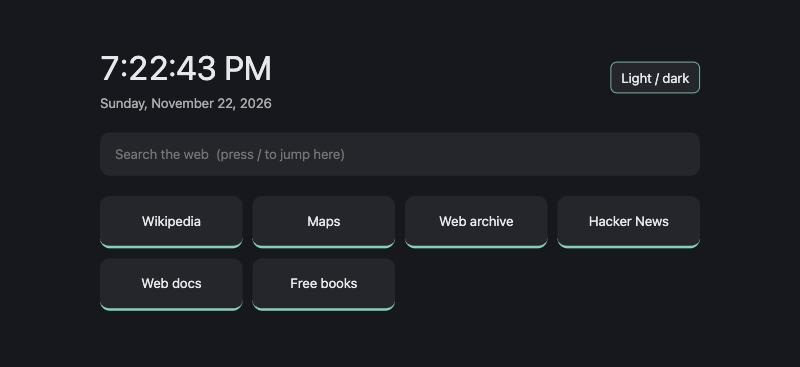 7:22:43 PM
Light / dark
Sunday, November 22, 2026
Search the web  (press / to jump here)
Wikipedia
Maps
Web archive
Hacker News
Web docs
Free books